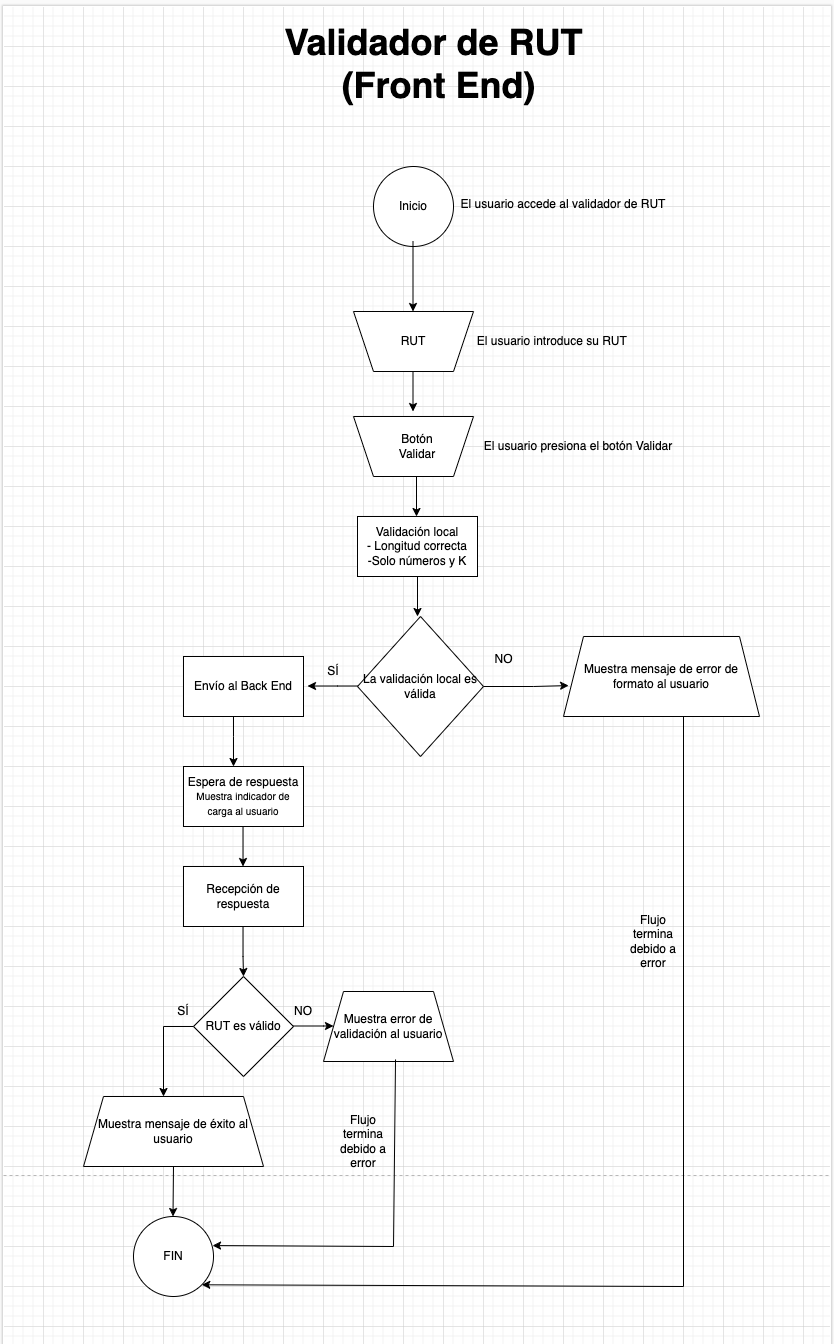 Validador de RUT
(Front End)
Inicio
El usuario accede al validador de RUT
RUT
El usuario introduce su RUT
Botón
Validar
El usuario presiona el botón Validar
Validación local
- Longitud correcta
-Solo números y K
La validación local es
válida
SÍ
NO
Envío al Back End
Muestra mensaje de error de
formato al usuario
Espera de respuesta
Muestra indicador de
carga al usuario
Recepción de
respuesta
Flujo
termina
debido a
error
RUT es válido
SÍ
NO
Muestra error de
validación al usuario
Muestra mensaje de éxito al
usuario
Flujo
termina
debido a
error
FIN